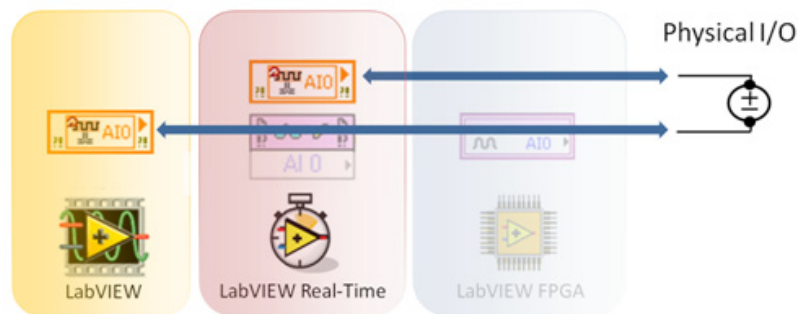 Physical I/O
AI0
AI0
AI 0
AI0
LabVIEW
LabVIEW Real-Time
LabVIEW FPGA